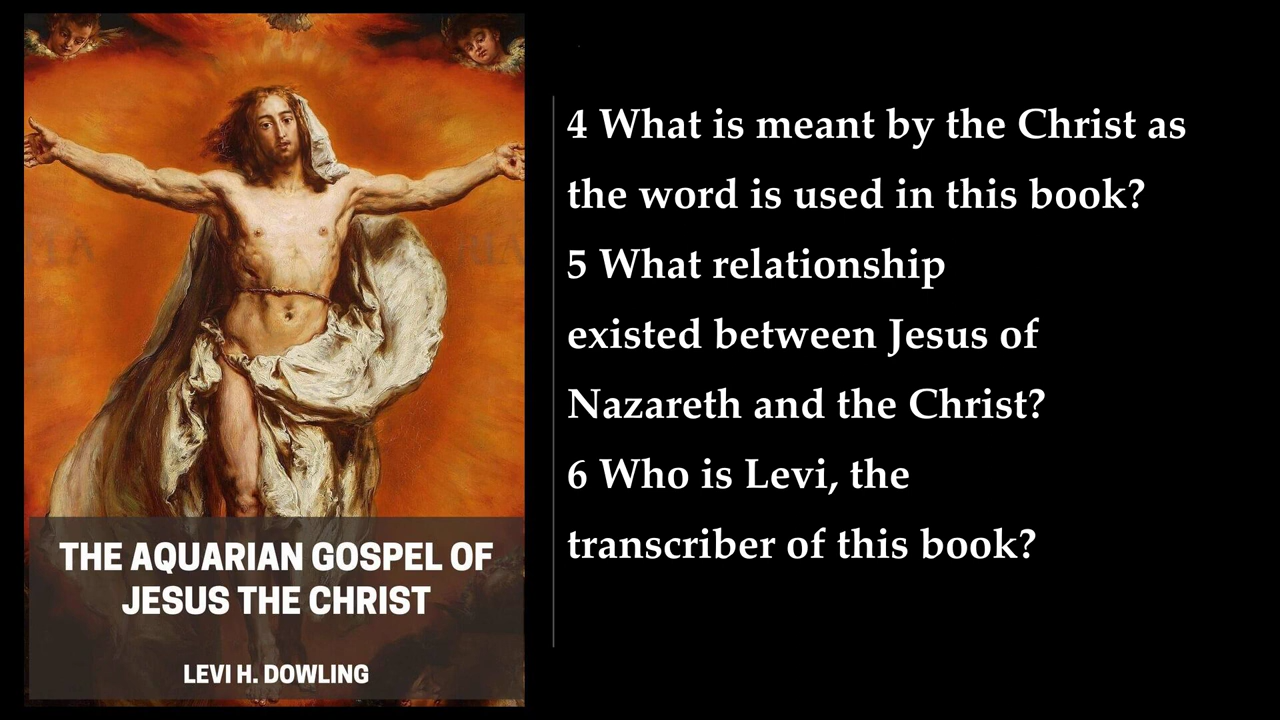 THE AQUARIAN GOSPEL OF
JESUS THE CHRIST
LEVI H. DOWLING
4 What is meant by the Christ as
the word is used in this book?
5 What relationship
existed between Jesus of
Nazareth and the Christ?
6 Who is Levi, the
transcriber of this book?